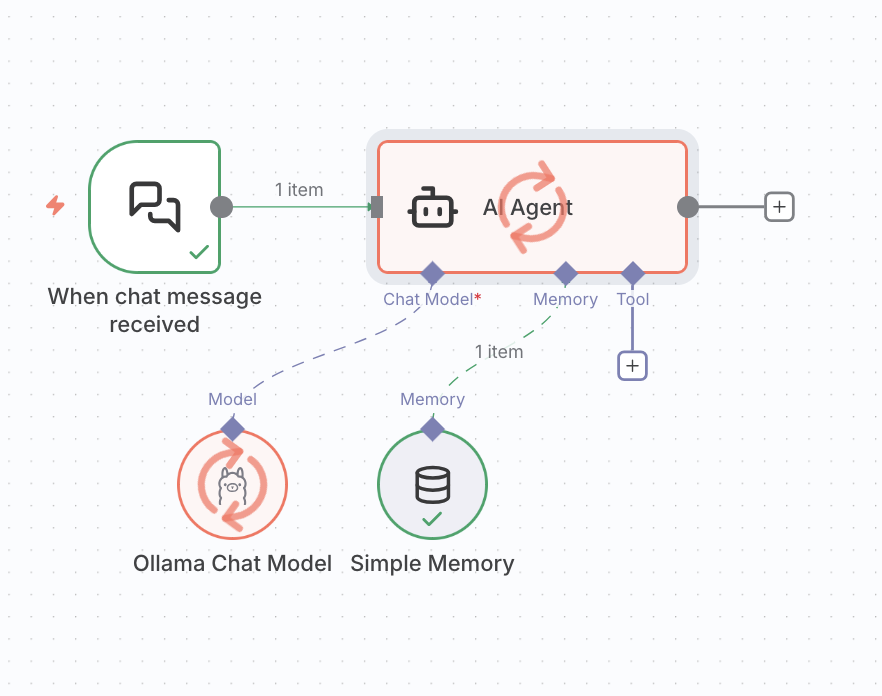 1 item
AI Agent
When chat message
received
Chat Model*
Memory
Tool
1 item
Model
Memory
Ollama Chat Model
Simple Memory